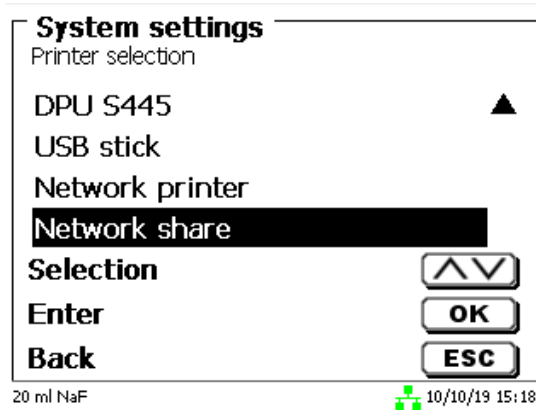 System settings
Printer selection
DPU S445
USB stick
Network printer
Network share
Selection
Enter OK
Back ESC
20 ml NaF 10/10/19 15:18